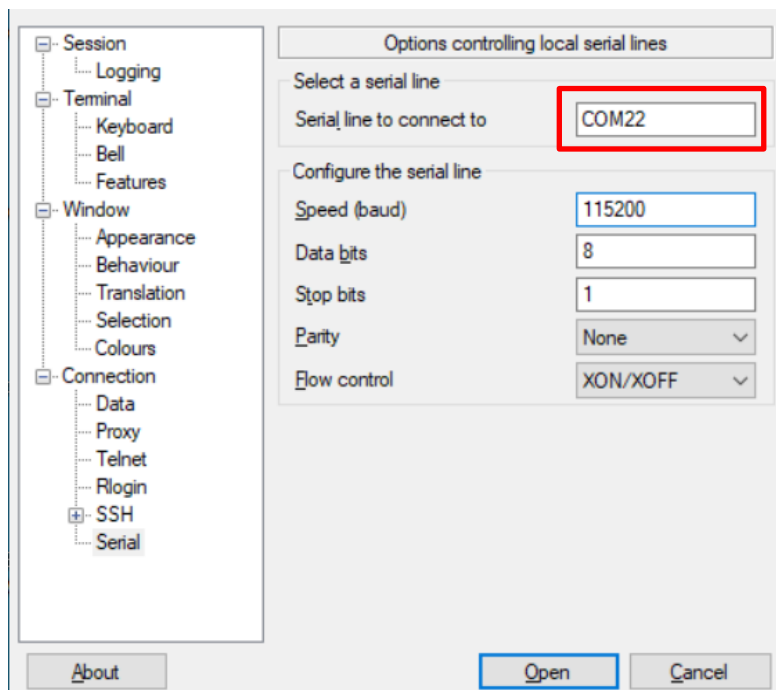 Session
Logging
Terminal
Keyboard
Bell
Features
Window
Appearance
Behaviour
Translation
Selection
Colours
Connection
Data
Proxy
Telnet
Rlogin
SSH
Serial
Options controlling local serial lines
Select a serial line
Serial line to connect to COM22
Configure the serial line
Speed (baud) 115200
Data bits 8
Stop bits 1
Parity None
Flow control XON/XOFF
About Open Cancel